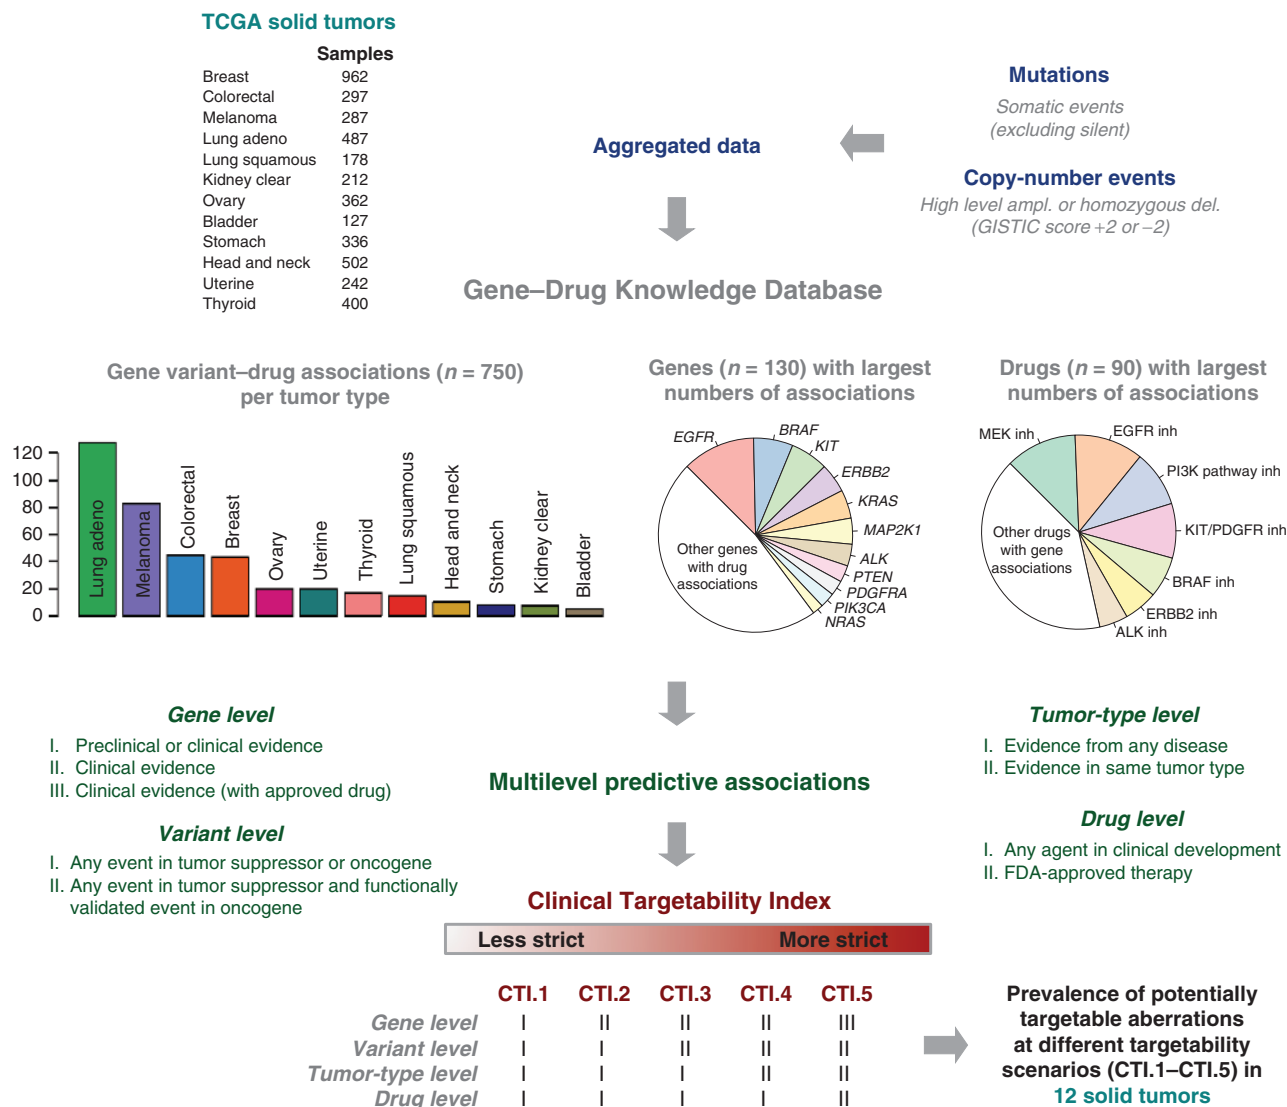 TCGA solid tumors
Samples
Breast 962
Colorectal 297
Melanoma 287
Lung adeno 487
Lung squamous 178
Kidney clear 212
Ovary 362
Bladder 127
Stomach 336
Head and neck 502
Uterine 242
Thyroid 400
Aggregated data
Mutations
Somatic events
(excluding silent)
Copy-number events
High level ampl. or homozygous del.
(GISTIC score +2 or −2)
Gene–Drug Knowledge Database
Gene variant–drug associations (n = 750)
per tumor type
120
100
80
60
40
20
0
Lung adeno
Melanoma
Colorectal
Breast
Ovary
Uterine
Thyroid
Lung squamous
Head and neck
Stomach
Kidney clear
Bladder
Genes (n = 130) with largest
numbers of associations
EGFR
BRAF
KIT
ERBB2
KRAS
MAP2K1
ALK
PTEN
PDGFRA
PIK3CA
NRAS
Other genes
with drug
associations
Drugs (n = 90) with largest
numbers of associations
MEK inh
EGFR inh
PI3K pathway inh
KIT/PDGFR inh
BRAF inh
ERBB2 inh
ALK inh
Other drugs
with gene
associations
Gene level
I. Preclinical or clinical evidence
II. Clinical evidence
III. Clinical evidence (with approved drug)
Variant level
I. Any event in tumor suppressor or oncogene
II. Any event in tumor suppressor and functionally
validated event in oncogene
Multilevel predictive associations
Tumor-type level
I. Evidence from any disease
II. Evidence in same tumor type
Drug level
I. Any agent in clinical development
II. FDA-approved therapy
Clinical Targetability Index
Less strict More strict
CTI.1 CTI.2 CTI.3 CTI.4 CTI.5
Gene level I II II II III
Variant level I I II II II
Tumor-type level I I I II II
Drug level I I I I II
Prevalence of potentially
targetable aberrations
at different targetability
scenarios (CTI.1–CTI.5) in
12 solid tumors